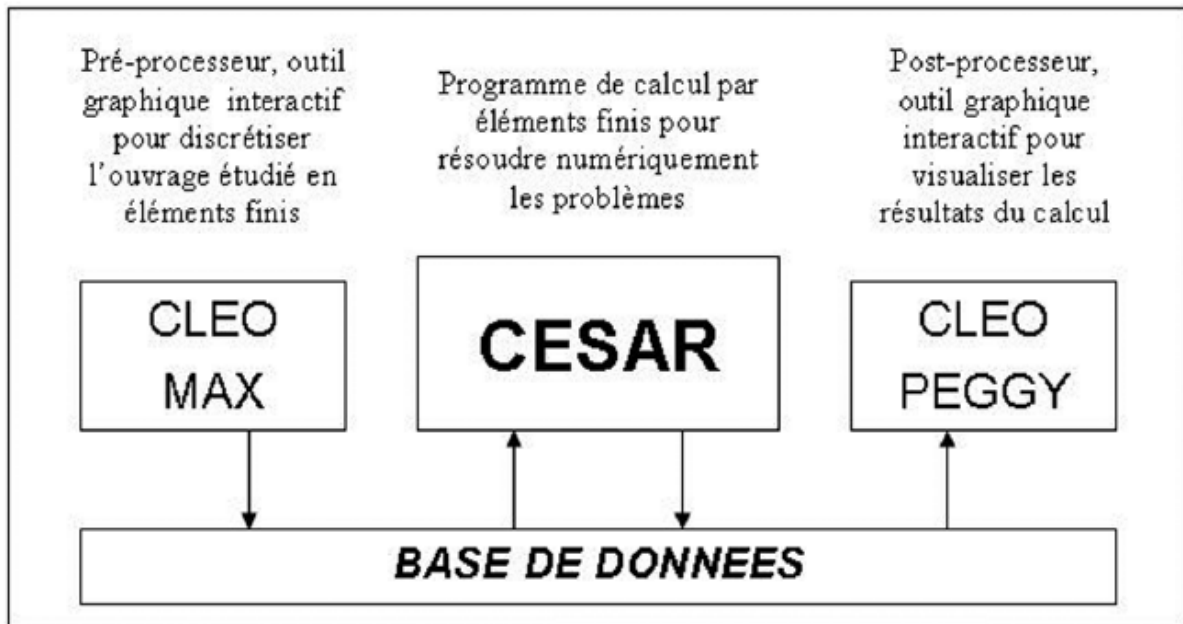 Pré-processeur, outil
graphique interactif
pour discrétiser
l'ouvrage étudié en
éléments finis
Programme de calcul par
éléments finis pour
résoudre numériquement
les problèmes
Post-processeur,
outil graphique
interactif pour
visualiser les
résultats du calcul
CLEO
MAX
CESAR
CLEO
PEGGY
BASE DE DONNEES